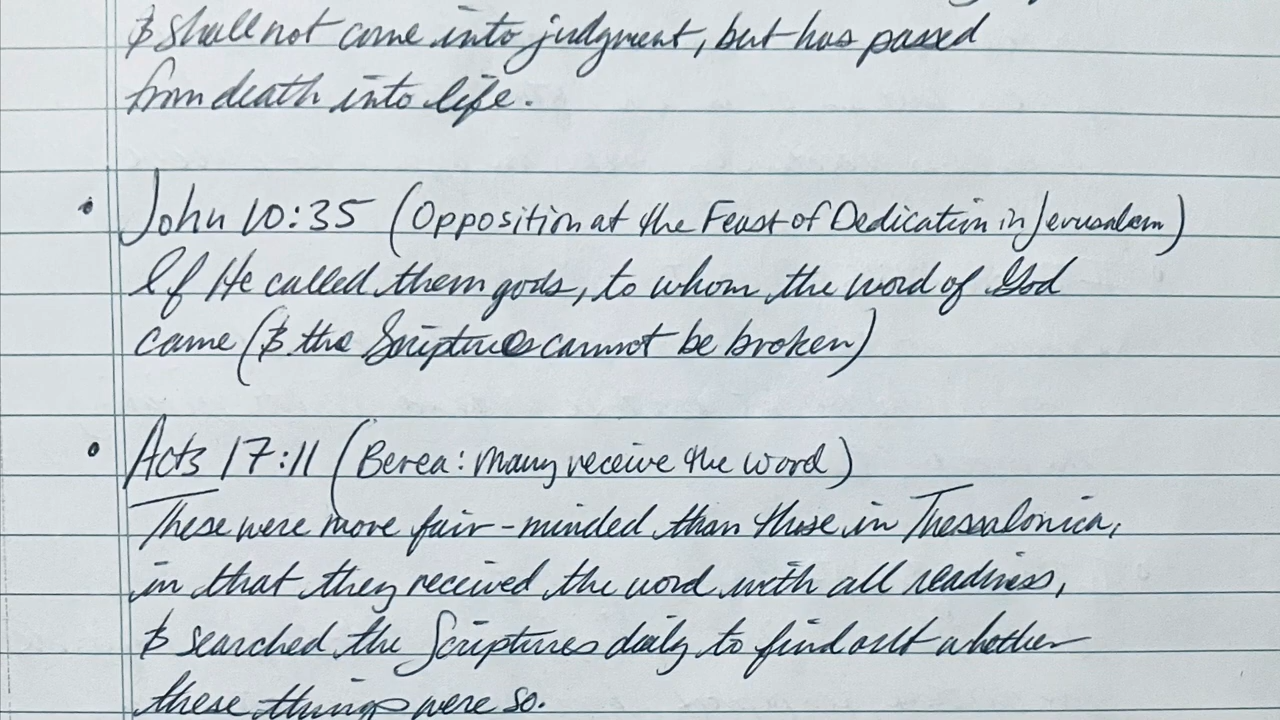 & shall not come into judgment, but has passed
from death into life.
• John 10:35 (Opposition at the Feast of Dedication in Jerusalem)
If He called them gods, to whom the word of God
came (& the Scriptures cannot be broken)
• Acts 17:11 (Berea: Many receive the word)
These were more fair-minded than those in Thessalonica,
in that they received the word with all readiness,
& searched the Scriptures daily to find out whether
these things were so.